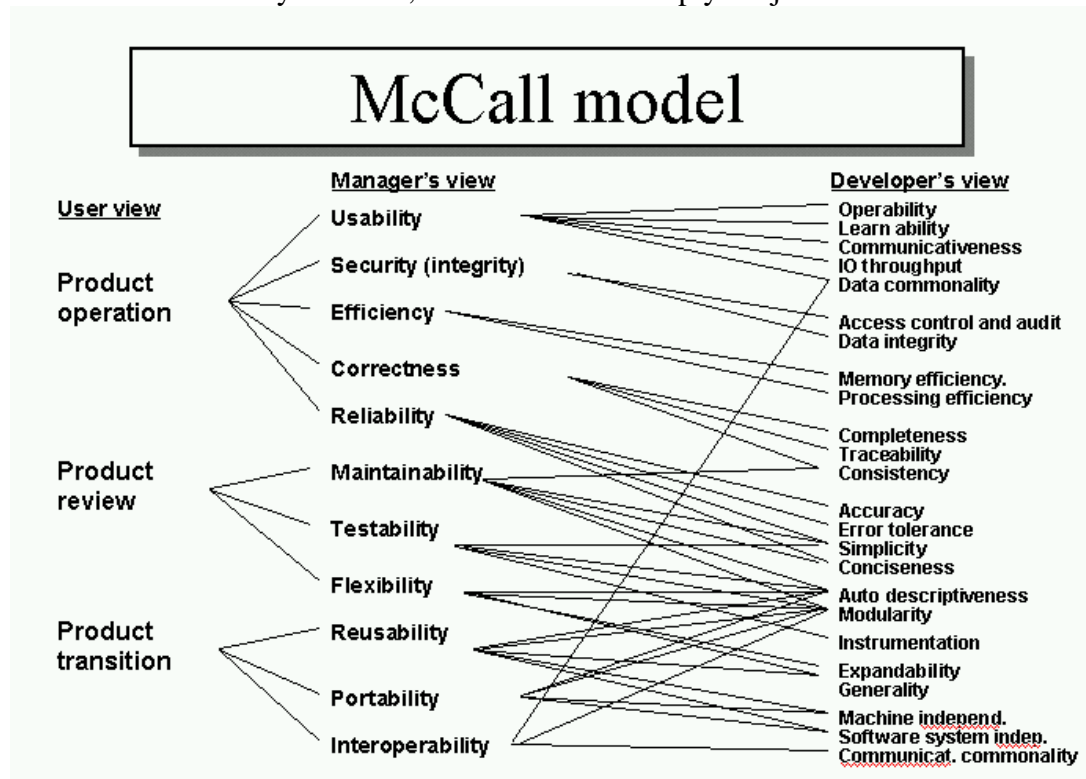 McCall model
User view
Product
operation
Product
review
Product
transition
Manager's view
Usability
Security (integrity)
Efficiency
Correctness
Reliability
Maintainability
Testability
Flexibility
Reusability
Portability
Interoperability
Developer's view
Operability
Learn ability
Communicativeness
IO throughput
Data commonality
Access control and audit
Data integrity
Memory efficiency.
Processing efficiency
Completeness
Traceability
Consistency
Accuracy
Error tolerance
Simplicity
Conciseness
Auto descriptiveness
Modularity
Instrumentation
Expandability
Generality
Machine independ.
Software system indep.
Communicat. commonality